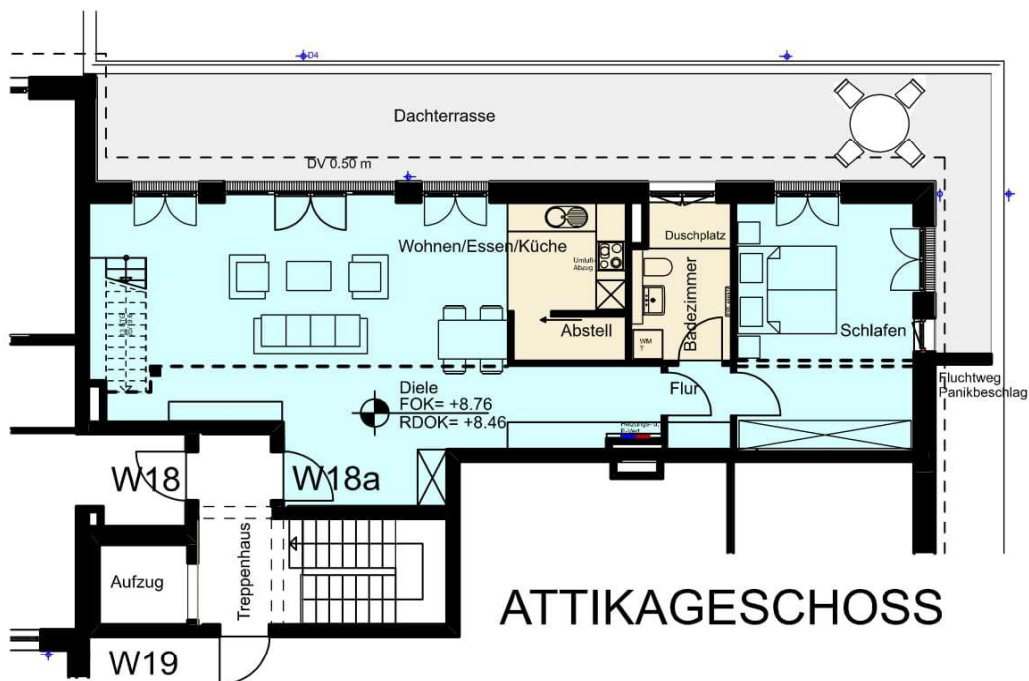 D4
Dachterrasse
DV 0.50 m
Wohnen/Essen/Küche
Umluft-
Abzug
Duschplatz
Badezimmer
Abstell
WM
T
Schlafen
Diele
FOK= +8.76
RDOK= +8.46
Flur
Fluchtweg
Panikbeschlag
W18
W18a
Treppenhaus
Aufzug
ATTIKAGESCHOSS
W19